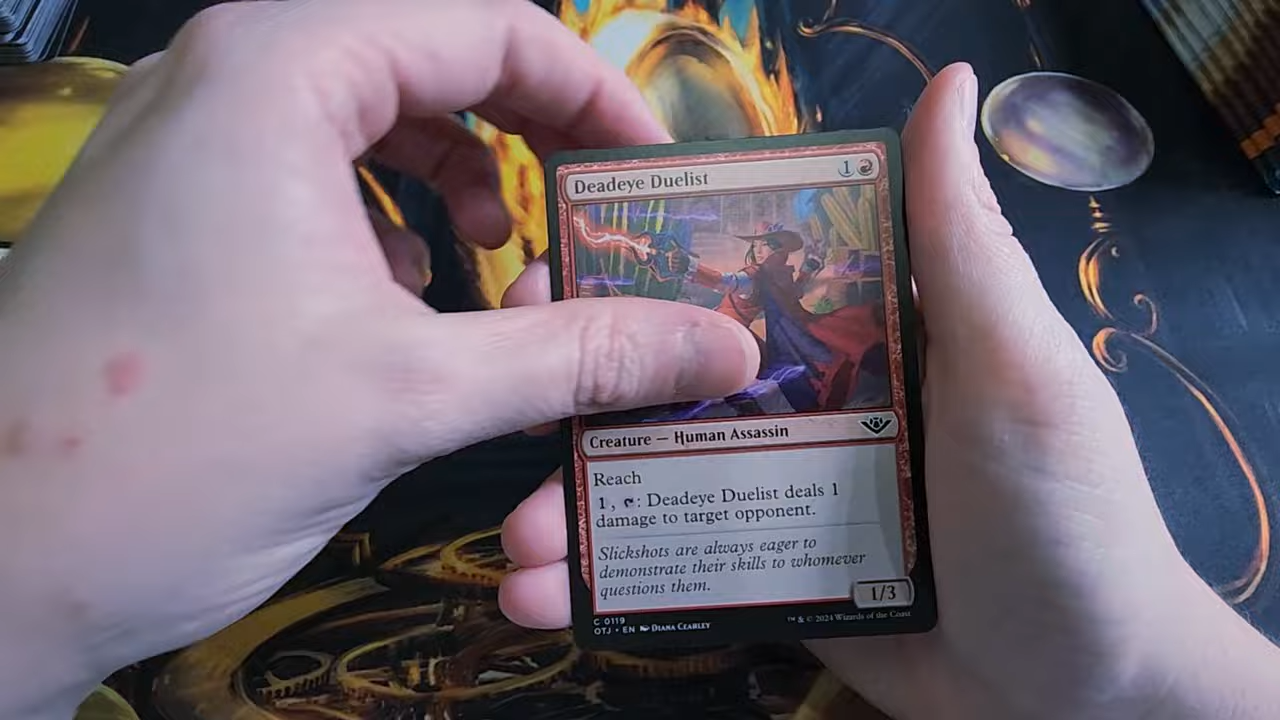 Deadeye Duelist 1
Creature — Human Assassin
Reach
1, : Deadeye Duelist deals 1
damage to target opponent.
Slickshots are always eager to
demonstrate their skills to whomever
questions them.
1/3
C 0119
OTJ • EN Diana Cearley
™ & © 2024 Wizards of the Coast